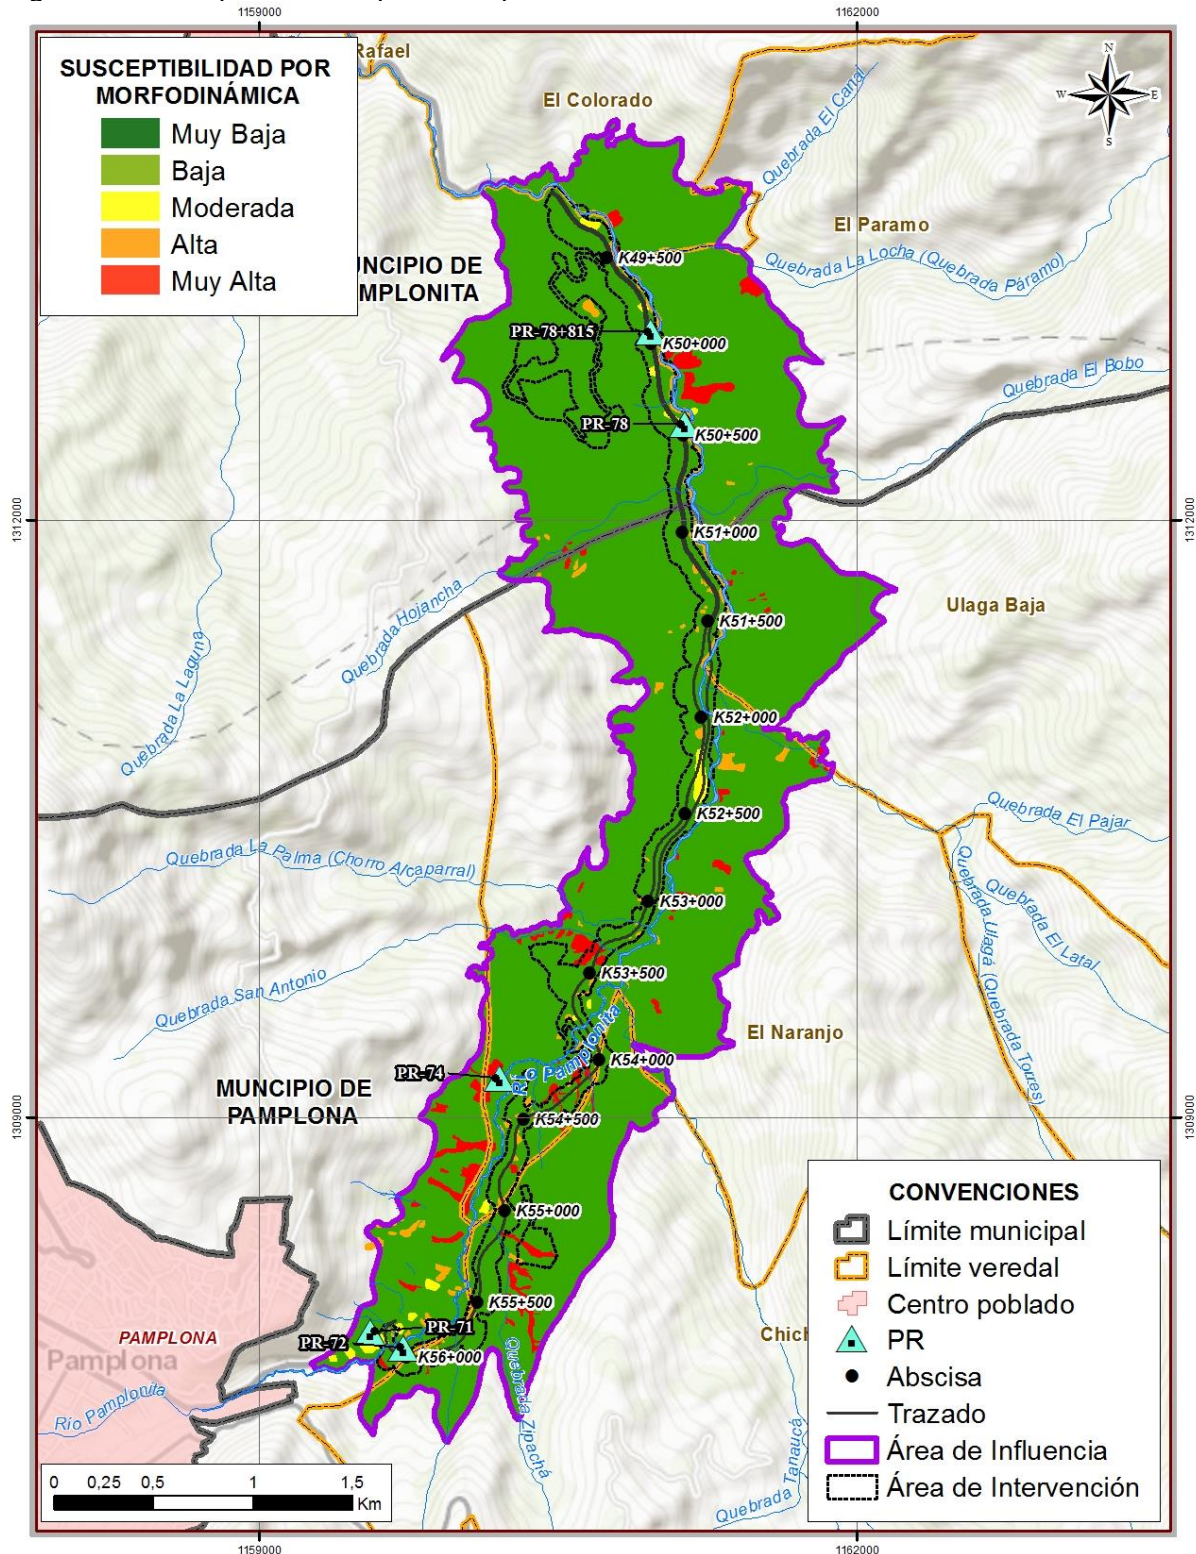 1159000
1162000
SUSCEPTIBILIDAD POR
MORFODINÁMICA
Muy Baja
Baja
Moderada
Alta
Muy Alta
Rafael
El Colorado
N
W
E
S
Quebrada El Canal
El Paramo
Quebrada La Locha (Quebrada Páramo)
NCIPIO DE
MPLONITA
K49+500
PR-78+815
K50+000
Quebrada El Bobo
PR-78
K50+500
1312000
1312000
K51+000
Quebrada Hojancha
Ulaga Baja
K51+500
Quebrada La Laguna
K52+000
K52+500
Quebrada El Pajar
Quebrada La Palma (Chorro Alcaparral)
K53+000
Quebrada Ulagá (Quebrada Torres)
Quebrada El Latal
K53+500
Quebrada San Antonio
El Naranjo
Río Pamplonita
K54+000
PR-74
MUNCIPIO DE
PAMPLONA
1309000
1309000
K54+500
K55+000
K55+500
PR-71
PR-72
K56+000
PAMPLONA
Pamplona
Chich
Río Pamplonita
Quebrada Zipachá
Quebrada Tanaucá
CONVENCIONES
Límite municipal
Límite veredal
Centro poblado
PR
Abscisa
Trazado
Área de Influencia
Área de Intervención
0 0,25 0,5 1 1,5
Km
1159000
1162000